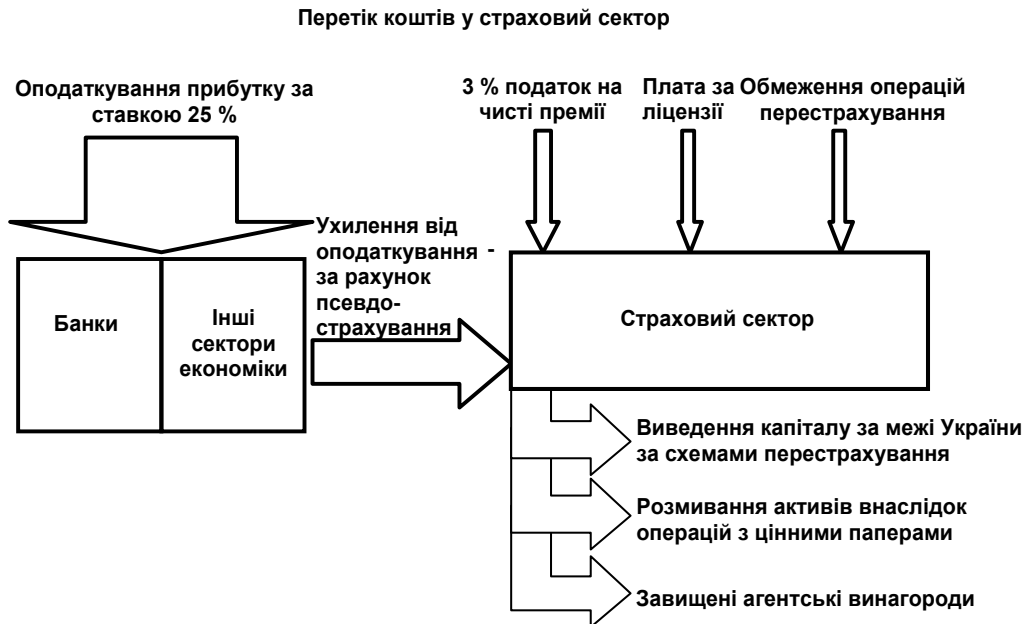 Перетік коштів у страховий сектор
Оподаткування прибутку за
ставкою 25 %
3 % податок на
чисті премії
Плата за
ліцензії
Обмеження операцій
перестрахування
Ухилення від
оподаткування -
за рахунок
псевдо-
страхування
Банки
Інші
сектори
економіки
Страховий сектор
Виведення капіталу за межі України
за схемами перестрахування
Розмивання активів внаслідок
операцій з цінними паперами
Завищені агентські винагороди